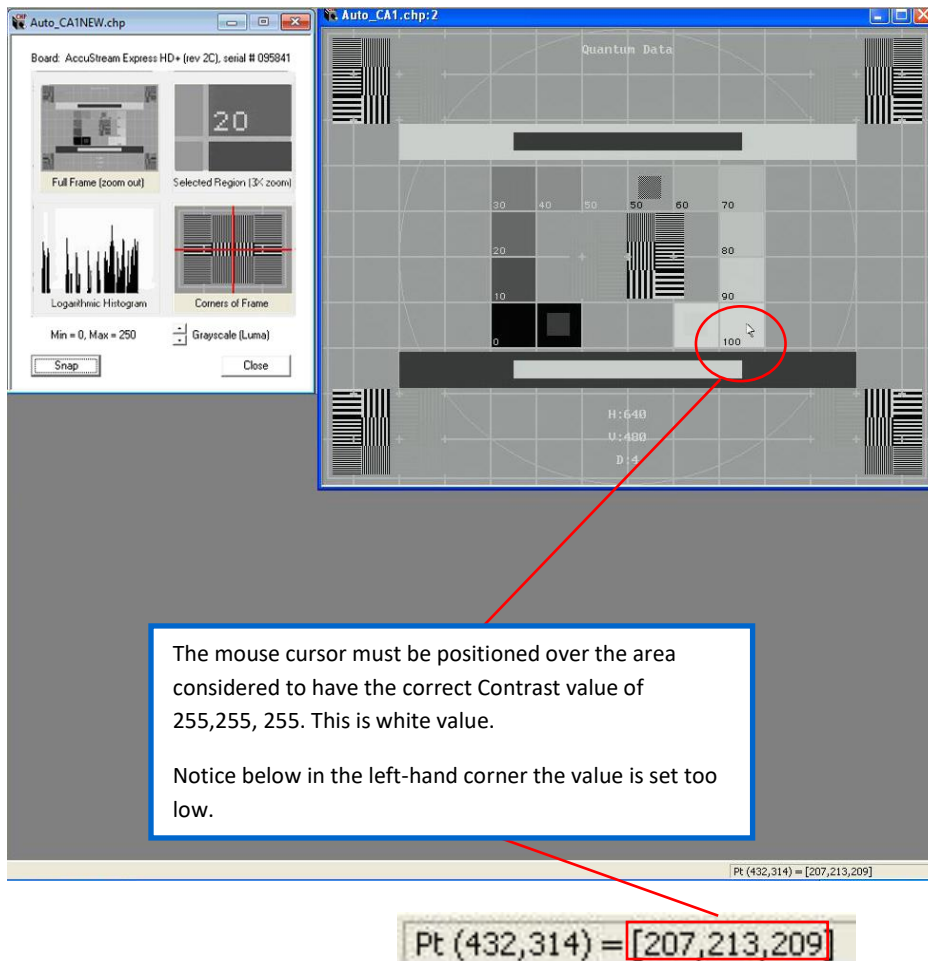 Auto_CA1NEW.chp
Board: AccuStream Express HD+ (rev 2C), serial # 095841
20
Full Frame (zoom out)
Selected Region (3X zoom)
Logarithmic Histogram
Corners of Frame
Min = 0, Max = 250
Grayscale (Luma)
Snap
Close
Auto_CA1.chp:2
Quantum Data
30 40 50 50 60 70
20 80
10 90
0 100
H:640
V:480
D:4
The mouse cursor must be positioned over the area
considered to have the correct Contrast value of
255,255, 255. This is white value.
Notice below in the left-hand corner the value is set too
low.
Pt (432,314) = [207,213,209]
Pt (432,314) = [207,213,209]